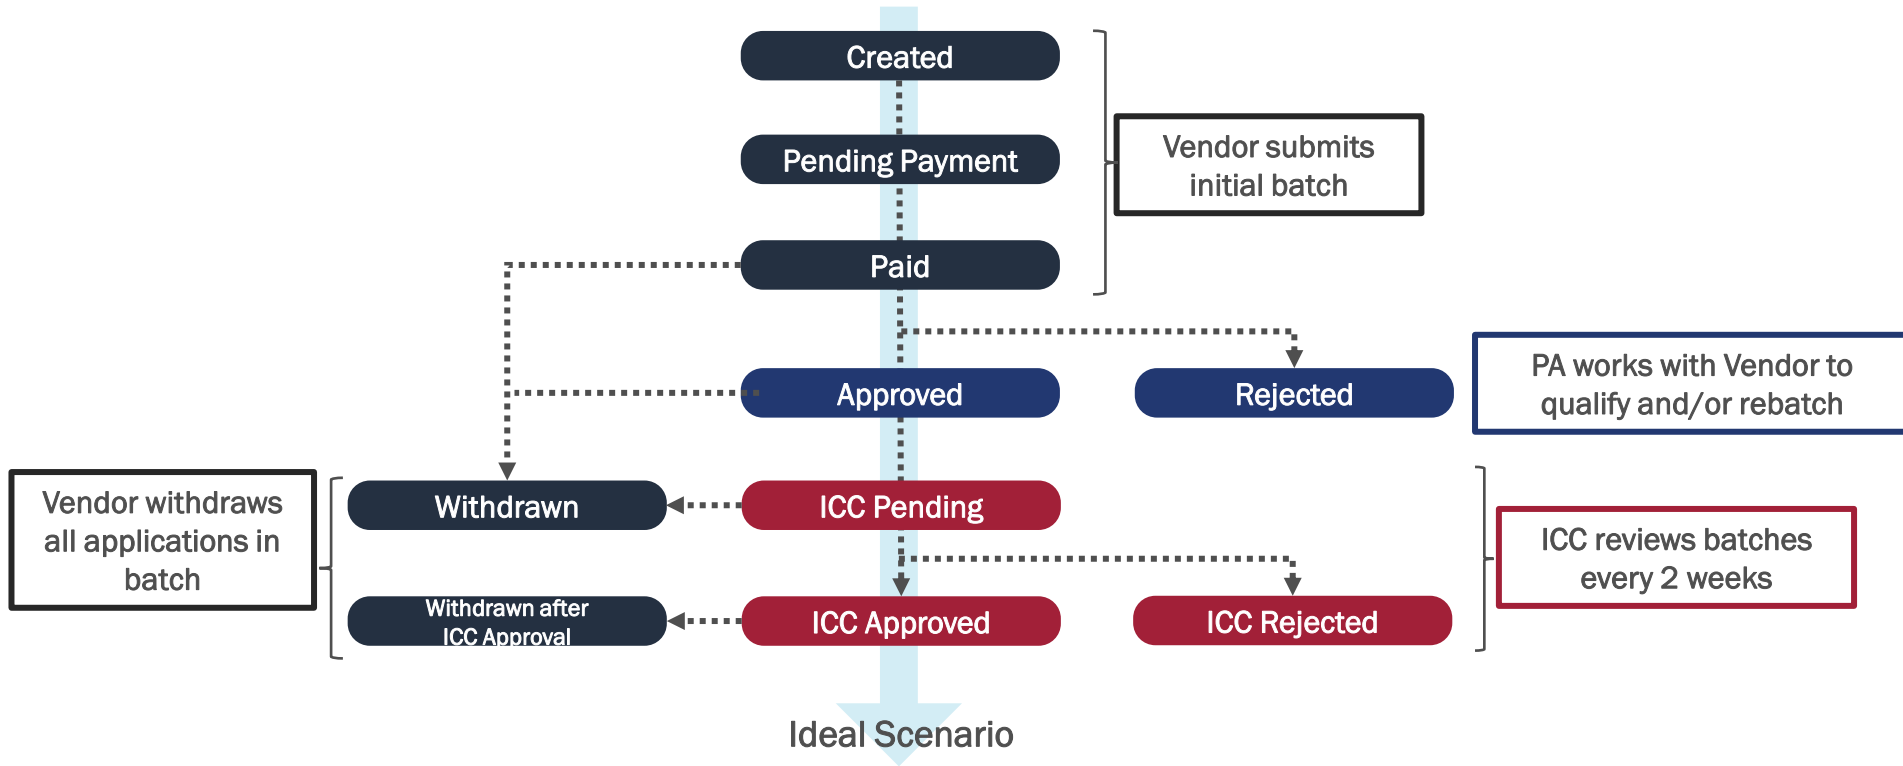 Created
Pending Payment
Vendor submits
initial batch
Paid
Approved
Rejected
PA works with Vendor to
qualify and/or rebatch
Vendor withdraws
all applications in
batch
Withdrawn
ICC Pending
ICC reviews batches
every 2 weeks
Withdrawn after
ICC Approval
ICC Approved
ICC Rejected
Ideal Scenario